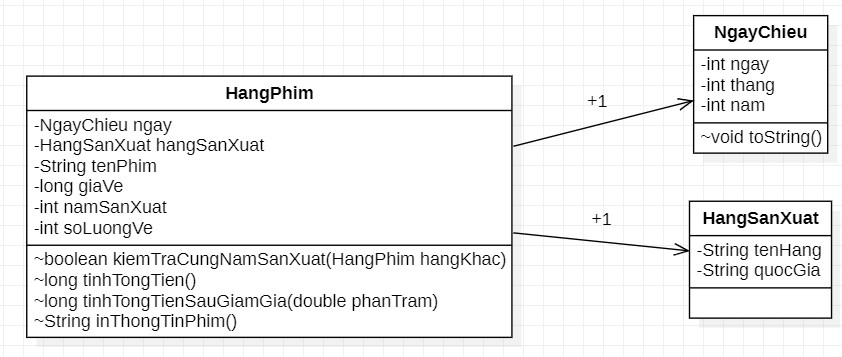 HangPhim
-NgayChieu ngay
-HangSanXuat hangSanXuat
-String tenPhim
-long giaVe
-int namSanXuat
-int soLuongVe
~boolean kiemTraCungNamSanXuat(HangPhim hangKhac)
~long tinhTongTien()
~long tinhTongTienSauGiamGia(double phanTram)
~String inThongTinPhim()
+1
+1
NgayChieu
-int ngay
-int thang
-int nam
~void toString()
HangSanXuat
-String tenHang
-String quocGia